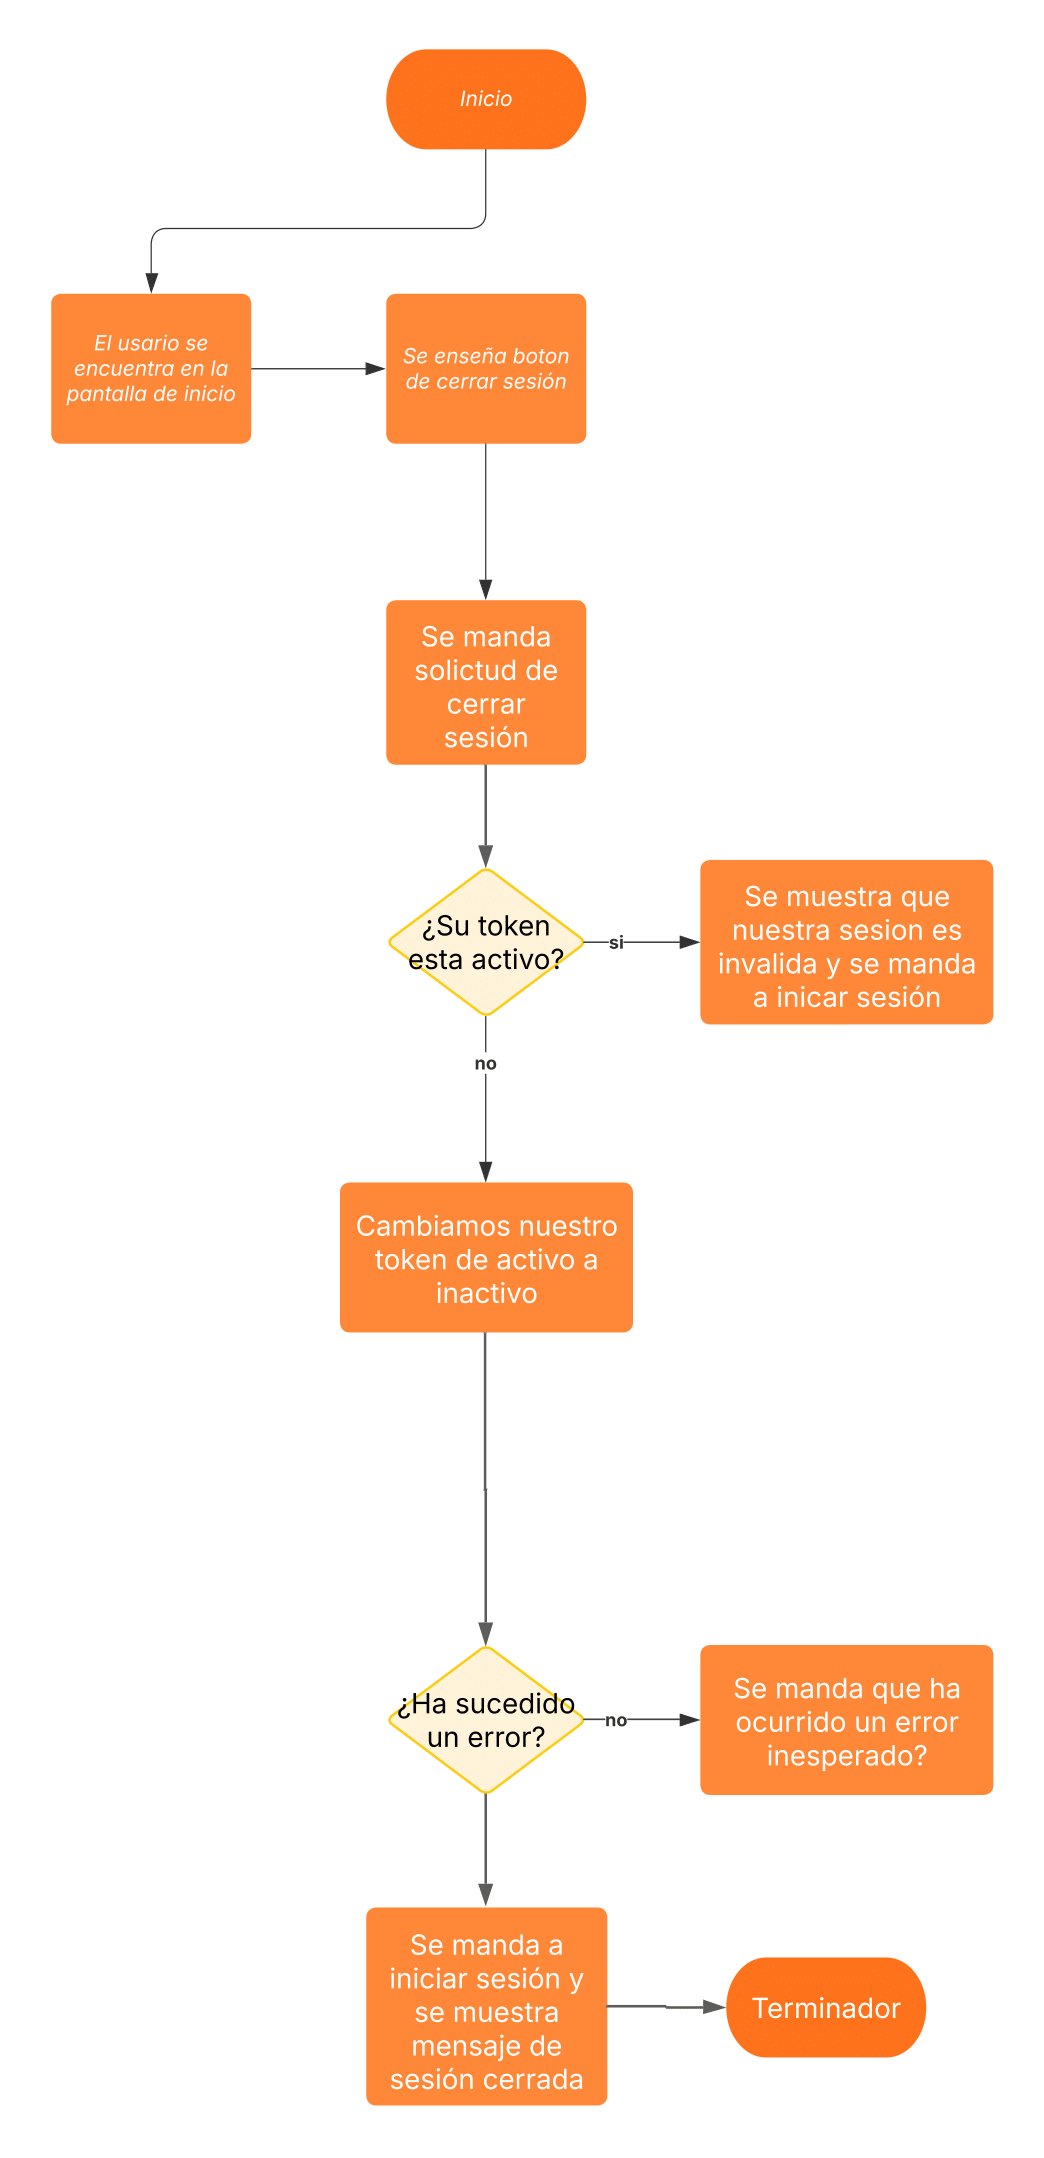 Inicio
El usario se
encuentra en la
pantalla de inicio
Se enseña boton
de cerrar sesión
Se manda
solictud de
cerrar
sesión
¿Su token
esta activo?
si
Se muestra que
nuestra sesion es
invalida y se manda
a inicar sesión
no
Cambiamos nuestro
token de activo a
inactivo
¿Ha sucedido
un error?
no
Se manda que ha
ocurrido un error
inesperado?
Se manda a
iniciar sesión y
se muestra
mensaje de
sesión cerrada
Terminador